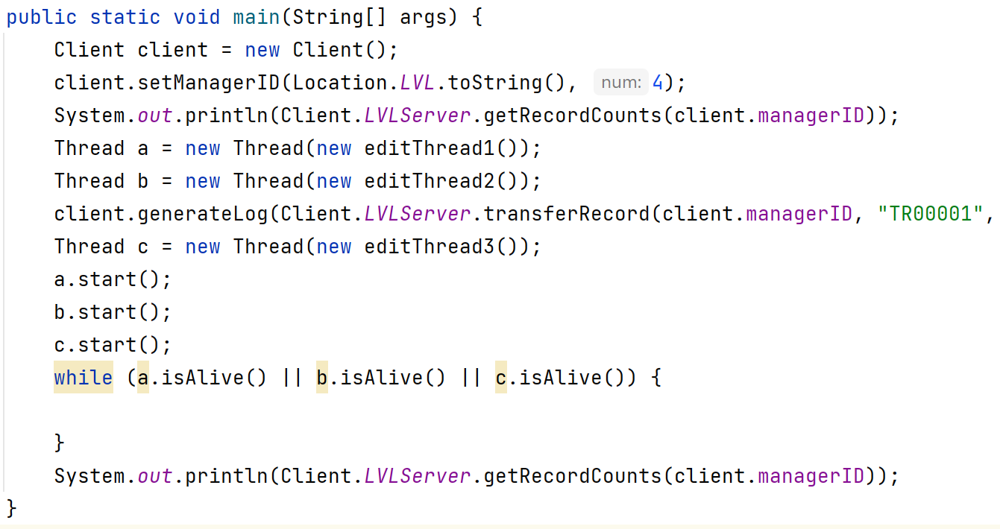 public static void main(String[] args) {
    Client client = new Client();
    client.setManagerID(Location.LVL.toString(), num: 4);
    System.out.println(Client.LVLServer.getRecordCounts(client.managerID));
    Thread a = new Thread(new editThread1());
    Thread b = new Thread(new editThread2());
    client.generateLog(Client.LVLServer.transferRecord(client.managerID, "TR00001",
    Thread c = new Thread(new editThread3());
    a.start();
    b.start();
    c.start();
    while (a.isAlive() || b.isAlive() || c.isAlive()) {

    }
    System.out.println(Client.LVLServer.getRecordCounts(client.managerID));
}